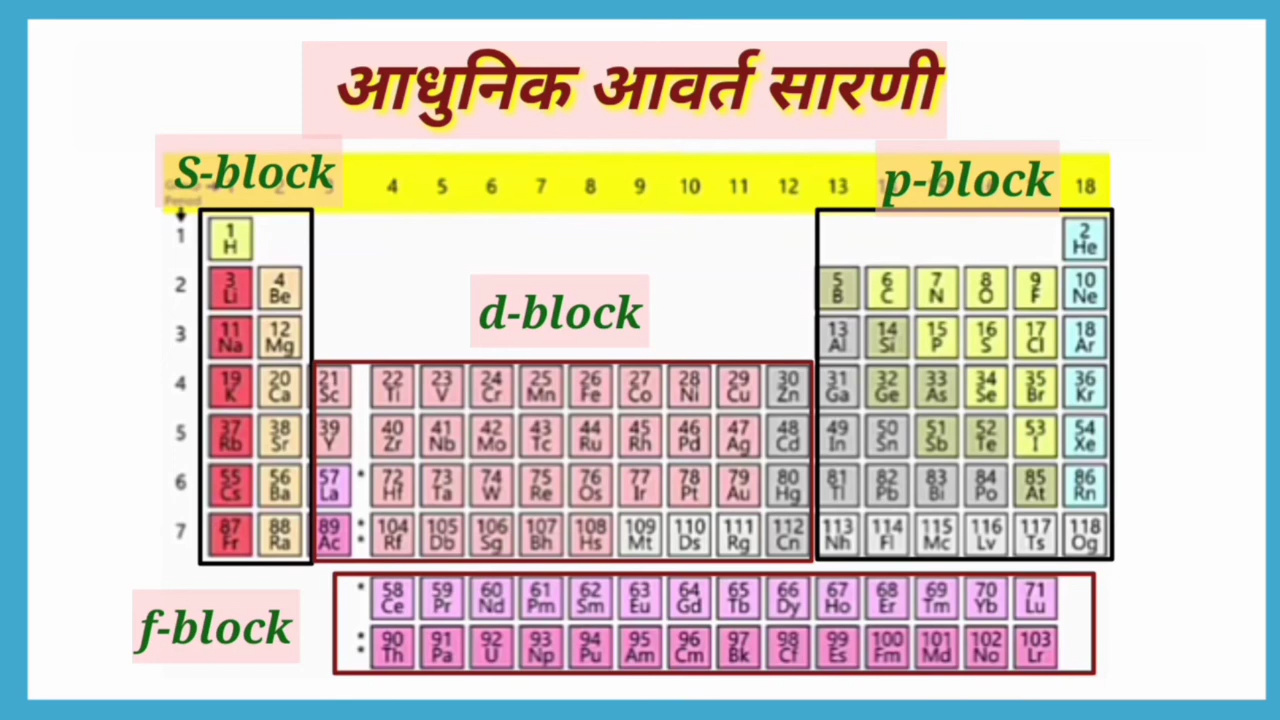 आधुनिक आवर्त सारणी
S-block
p-block
4 5 6 7 8 9 10 11 12 13 18
1
1 H
2 He
d-block
2
3 Li
4 Be
5 B
6 C
7 N
8 O
9 F
10 Ne
3
11 Na
12 Mg
13 Al
14 Si
15 P
16 S
17 Cl
18 Ar
4
19 K
20 Ca
21 Sc
22 Ti
23 V
24 Cr
25 Mn
26 Fe
27 Co
28 Ni
29 Cu
30 Zn
31 Ga
32 Ge
33 As
34 Se
35 Br
36 Kr
5
37 Rb
38 Sr
39 Y
40 Zr
41 Nb
42 Mo
43 Tc
44 Ru
45 Rh
46 Pd
47 Ag
48 Cd
49 In
50 Sn
51 Sb
52 Te
53 I
54 Xe
6
55 Cs
56 Ba
57 La
*
72 Hf
73 Ta
74 W
75 Re
76 Os
77 Ir
78 Pt
79 Au
80 Hg
81 Tl
82 Pb
83 Bi
84 Po
85 At
86 Rn
7
87 Fr
88 Ra
89 Ac
* *
104 Rf
105 Db
106 Sg
107 Bh
108 Hs
109 Mt
110 Ds
111 Rg
112 Cn
113 Nh
114 Fl
115 Mc
116 Lv
117 Ts
118 Og
f-block
*
58 Ce
59 Pr
60 Nd
61 Pm
62 Sm
63 Eu
64 Gd
65 Tb
66 Dy
67 Ho
68 Er
69 Tm
70 Yb
71 Lu
* *
90 Th
91 Pa
92 U
93 Np
94 Pu
95 Am
96 Cm
97 Bk
98 Cf
99 Es
100 Fm
101 Md
102 No
103 Lr